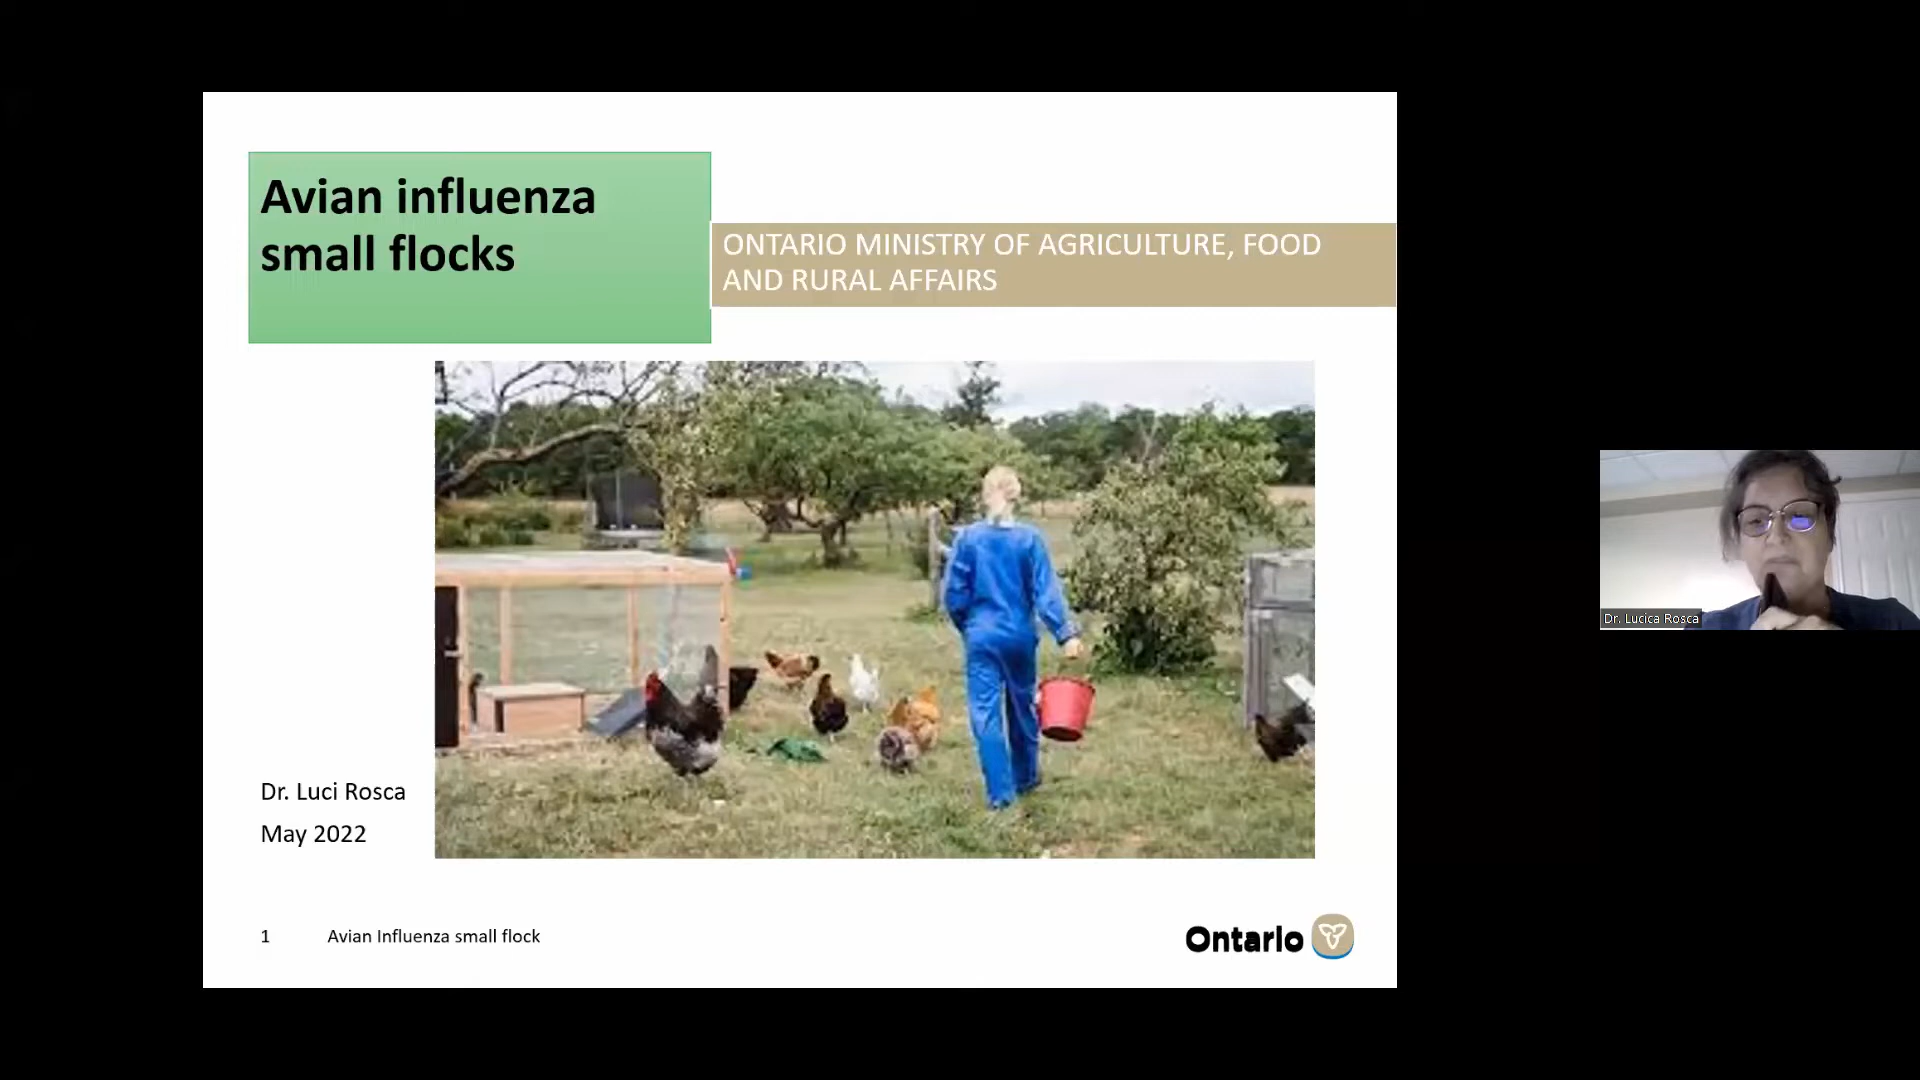 Avian influenza
small flocks
ONTARIO MINISTRY OF AGRICULTURE, FOOD
AND RURAL AFFAIRS
Dr. Luci Rosca
May 2022
1 Avian Influenza small flock
Ontario
Dr. Lucica Rosca